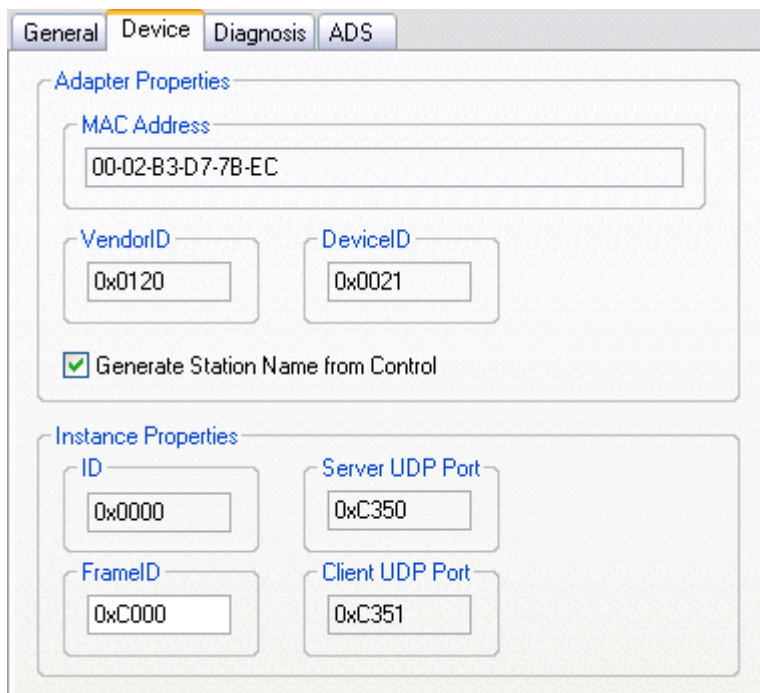 General Device Diagnosis ADS
Adapter Properties
MAC Address
00-02-B3-D7-7B-EC
VendorID DeviceID
0x0120 0x0021
Generate Station Name from Control
Instance Properties
ID Server UDP Port
0x0000 0xC350
FrameID Client UDP Port
0xC000 0xC351